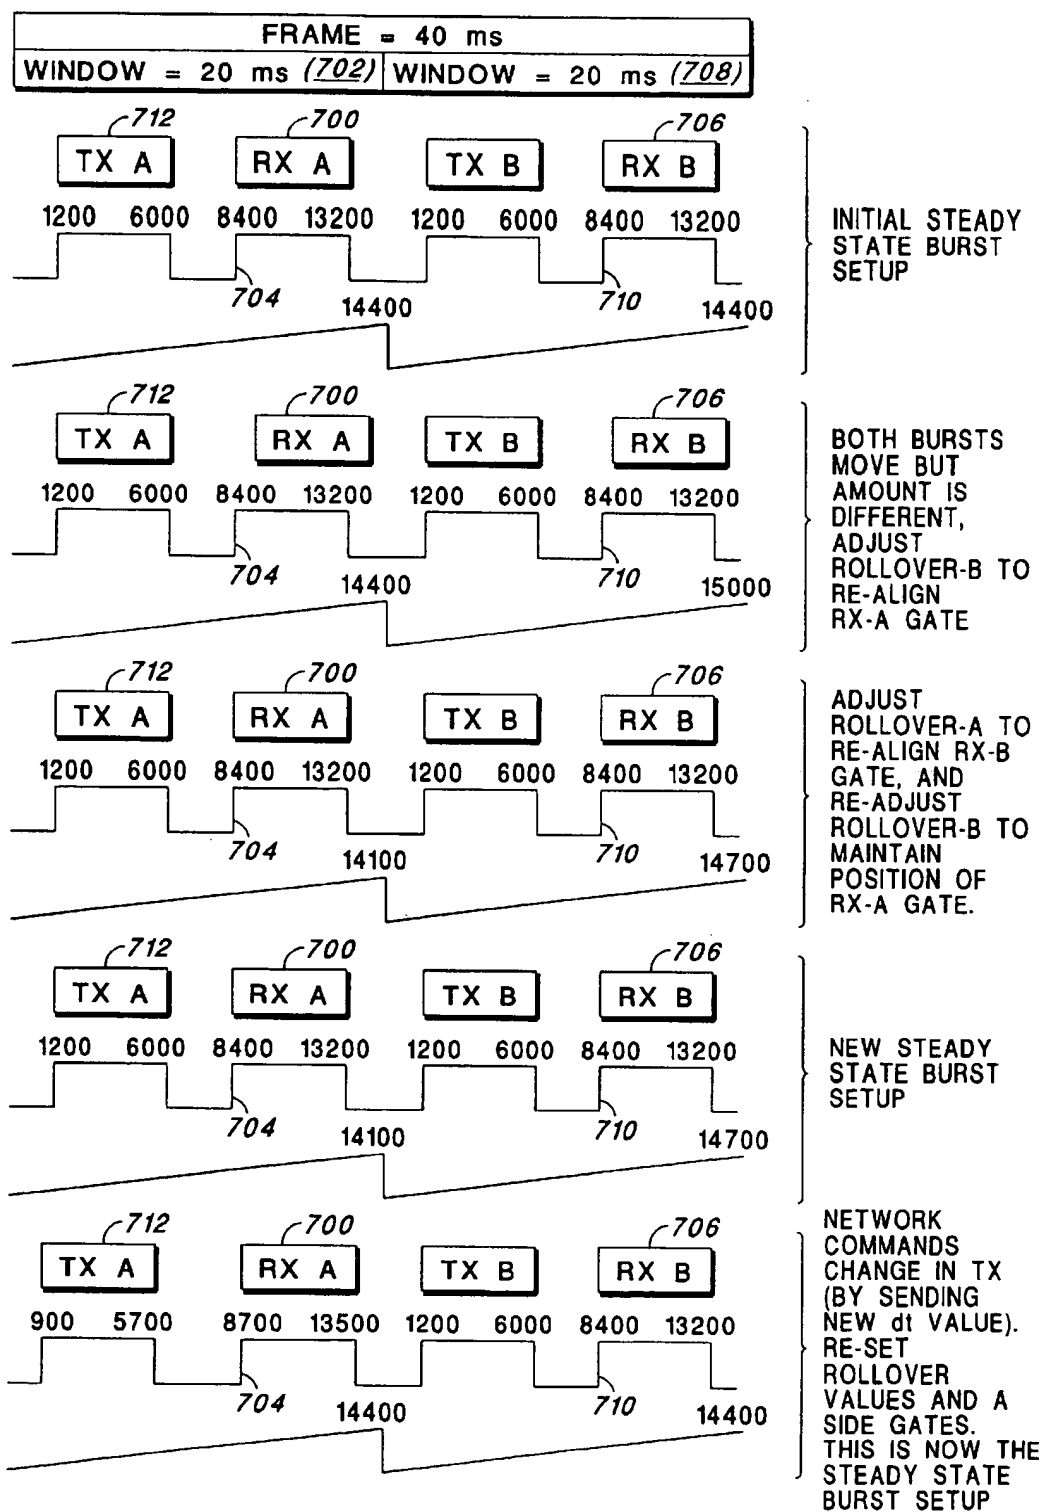 FRAME = 40 ms
WINDOW = 20 ms (702) WINDOW = 20 ms (708)
712 700 706
TX A RX A TX B RX B
1200 6000 8400 13200 1200 6000 8400 13200
704 710
14400 14400
INITIAL STEADY
STATE BURST
SETUP
712 700 706
TX A RX A TX B RX B
1200 6000 8400 13200 1200 6000 8400 13200
704 710
14400 15000
BOTH BURSTS
MOVE BUT
AMOUNT IS
DIFFERENT,
ADJUST
ROLLOVER-B TO
RE-ALIGN
RX-A GATE
712 700 706
TX A RX A TX B RX B
1200 6000 8400 13200 1200 6000 8400 13200
704 710
14100 14700
ADJUST
ROLLOVER-A TO
RE-ALIGN RX-B
GATE, AND
RE-ADJUST
ROLLOVER-B TO
MAINTAIN
POSITION OF
RX-A GATE.
712 700 706
TX A RX A TX B RX B
1200 6000 8400 13200 1200 6000 8400 13200
704 710
14100 14700
NEW STEADY
STATE BURST
SETUP
712 700 706
TX A RX A TX B RX B
900 5700 8700 13500 1200 6000 8400 13200
704 710
14400 14400
NETWORK
COMMANDS
CHANGE IN TX
(BY SENDING
NEW dt VALUE).
RE-SET
ROLLOVER
VALUES AND A
SIDE GATES.
THIS IS NOW THE
STEADY STATE
BURST SETUP